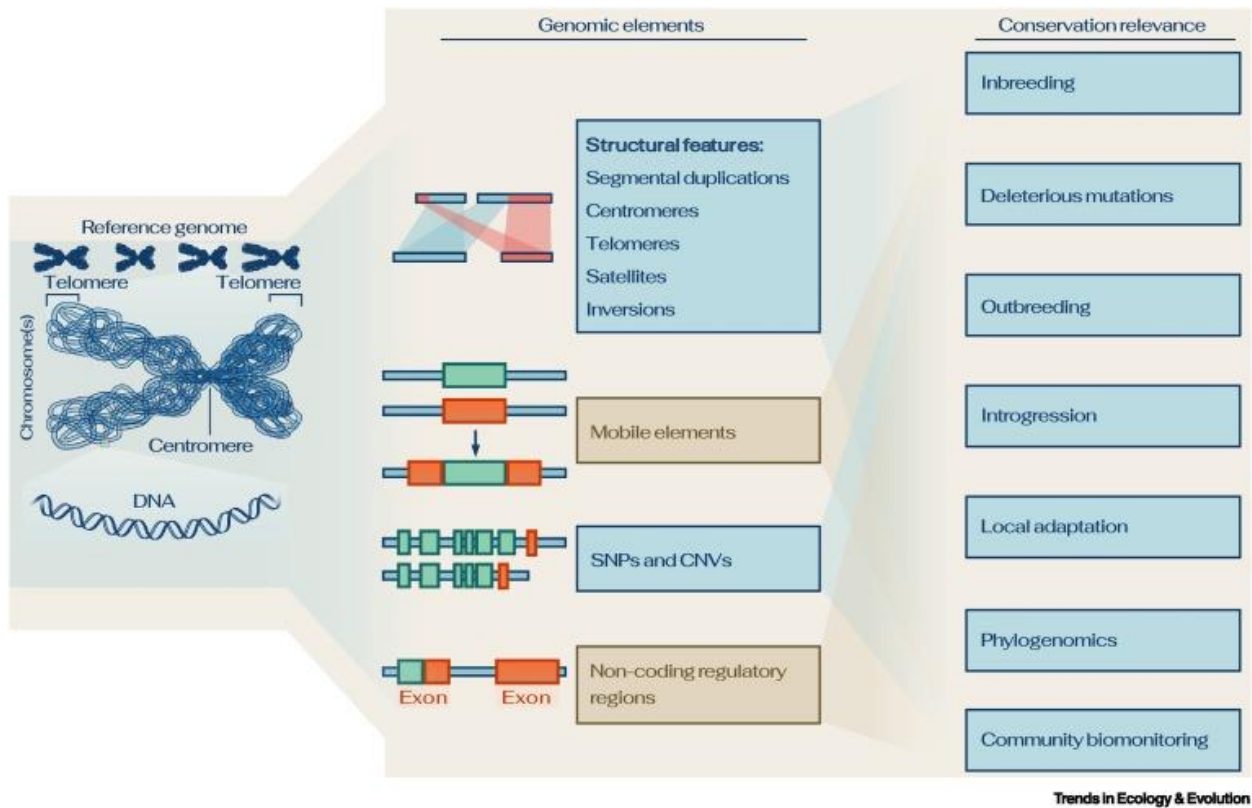 Genomic elements
Conservation relevance
Reference genome
Telomere
Telomere
Chromosome(s)
Centromere
DNA
Structural features:
Segmental duplications
Centromeres
Telomeres
Satellites
Inversions
Mobile elements
SNPs and CNVs
Non-coding regulatory
regions
Exon
Exon
Inbreeding
Deleterious mutations
Outbreeding
Introgression
Local adaptation
Phylogenomics
Community biomonitoring
Trends in Ecology & Evolution